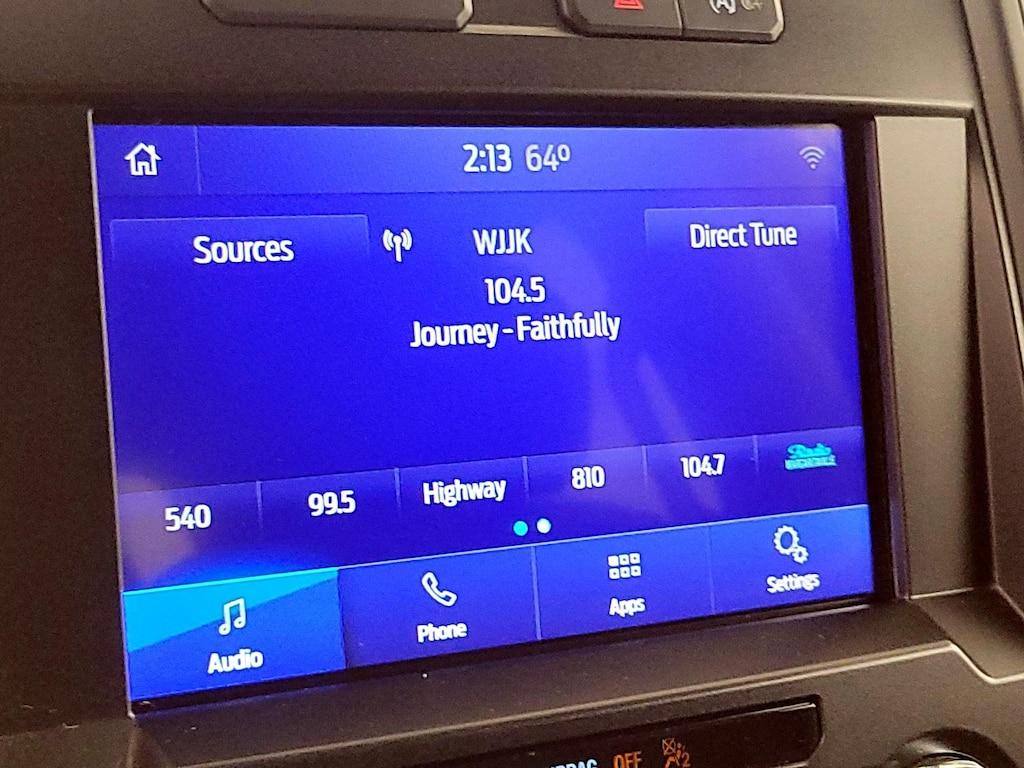 2:13 64°
Sources
WJJK
Direct Tune
104.5
Journey - Faithfully
540
99.5
Highway
810
104.7
Audio
Phone
Apps
Settings
OFF
2